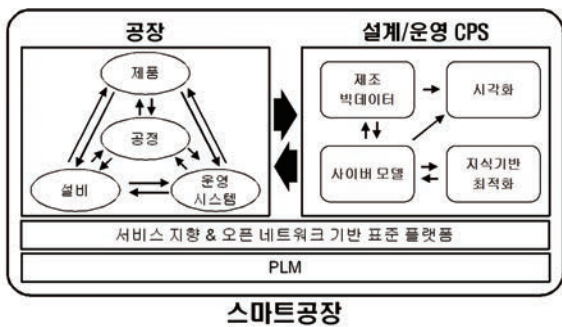 공장
제품
공정
설비
운영
시스템
설계/운영 CPS
제조
빅데이터
시각화
사이버 모델
지식기반
최적화
서비스 지향 & 오픈 네트워크 기반 표준 플랫폼
PLM
스마트공장